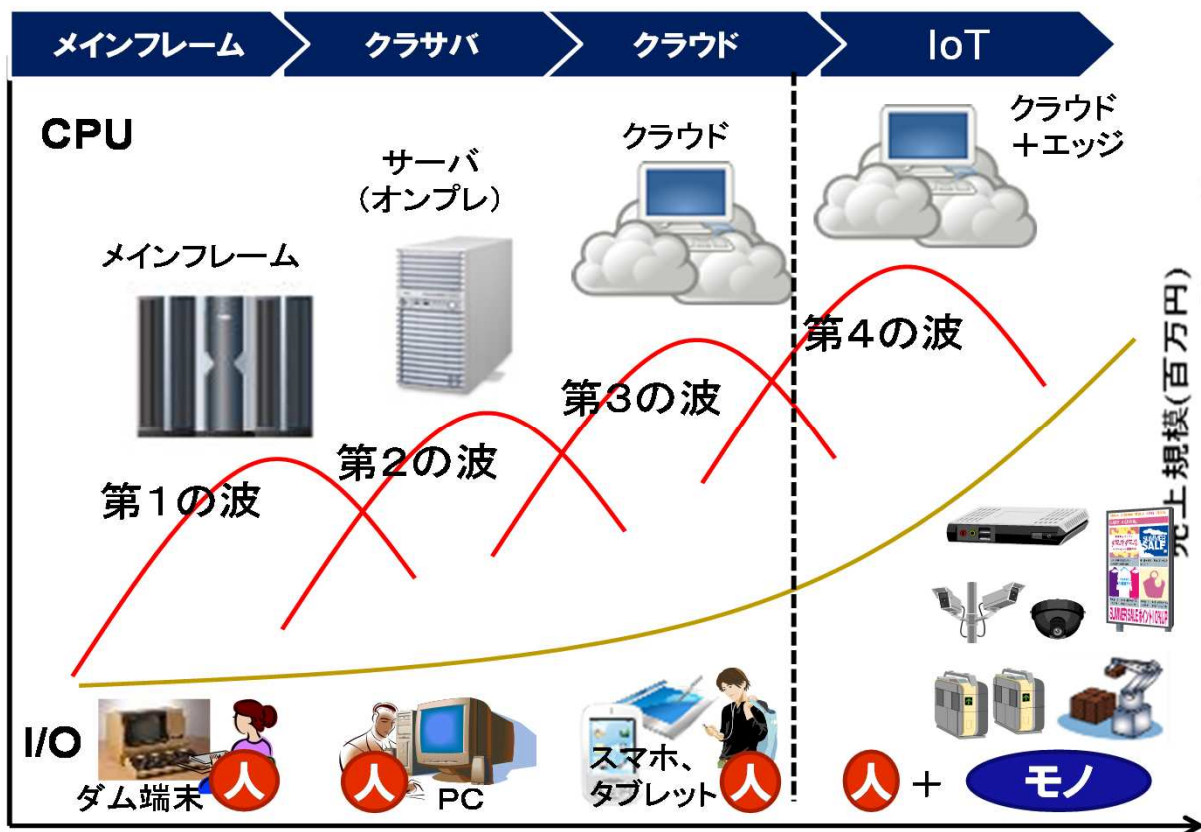 メインフレーム
クラサバ
クラウド
IoT
CPU
メインフレーム
サーバ
(オンプレ)
クラウド
クラウド
+エッジ
第1の波
第2の波
第3の波
第4の波
売上規模(百万円)
SUMMER
SALE
I/O
ダム端末
人
人
PC
スマホ、
タブレット
人
人
+
モノ